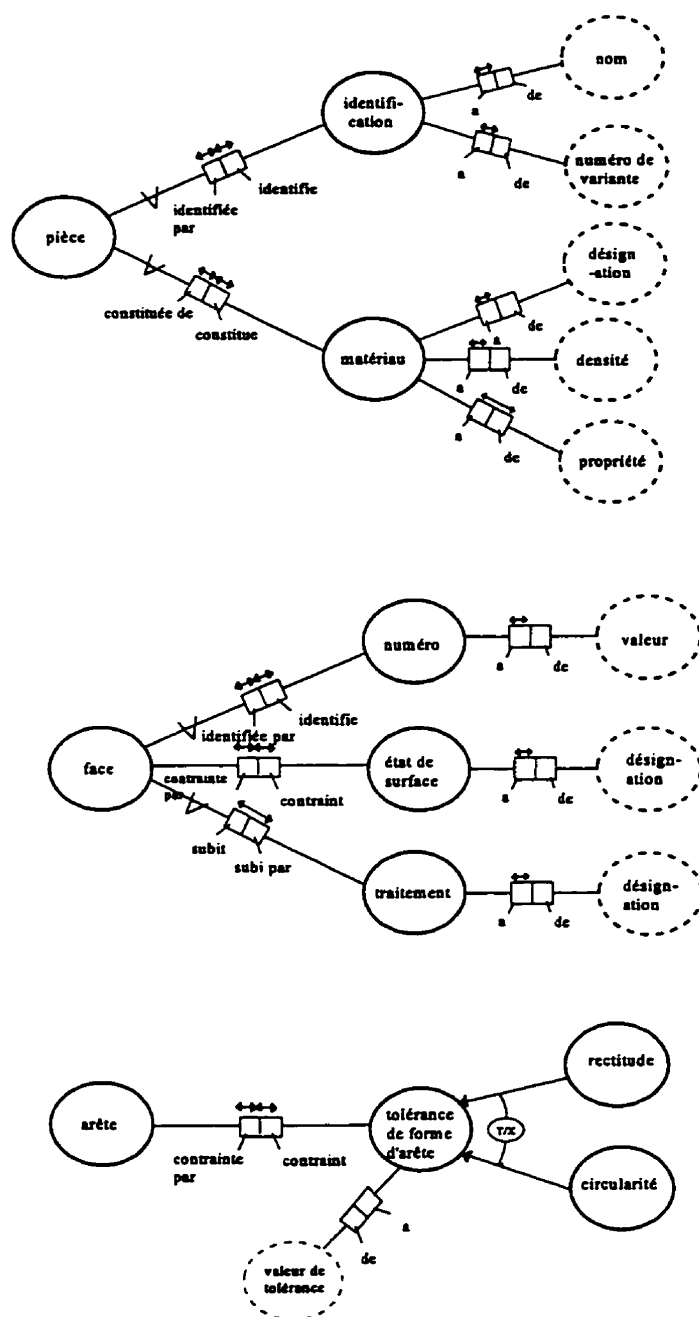 nom
identifi-
cation
a
de
identifie
identifiée
par
a
de
numéro de
variante
pièce
désign
-ation
constituée de
constitue
matériau
a
de
densité
a
de
a
de
propriété
numéro
a
de
valeur
identifiée par
identifie
face
contrainte
par
contraint
état de
surface
a
de
désign-
ation
subit
subi par
traitement
a
de
désign-
ation
rectitude
arête
contrainte
par
contraint
tolérance
de forme
d'arête
T/X
circularité
a
de
valeur de
tolérance